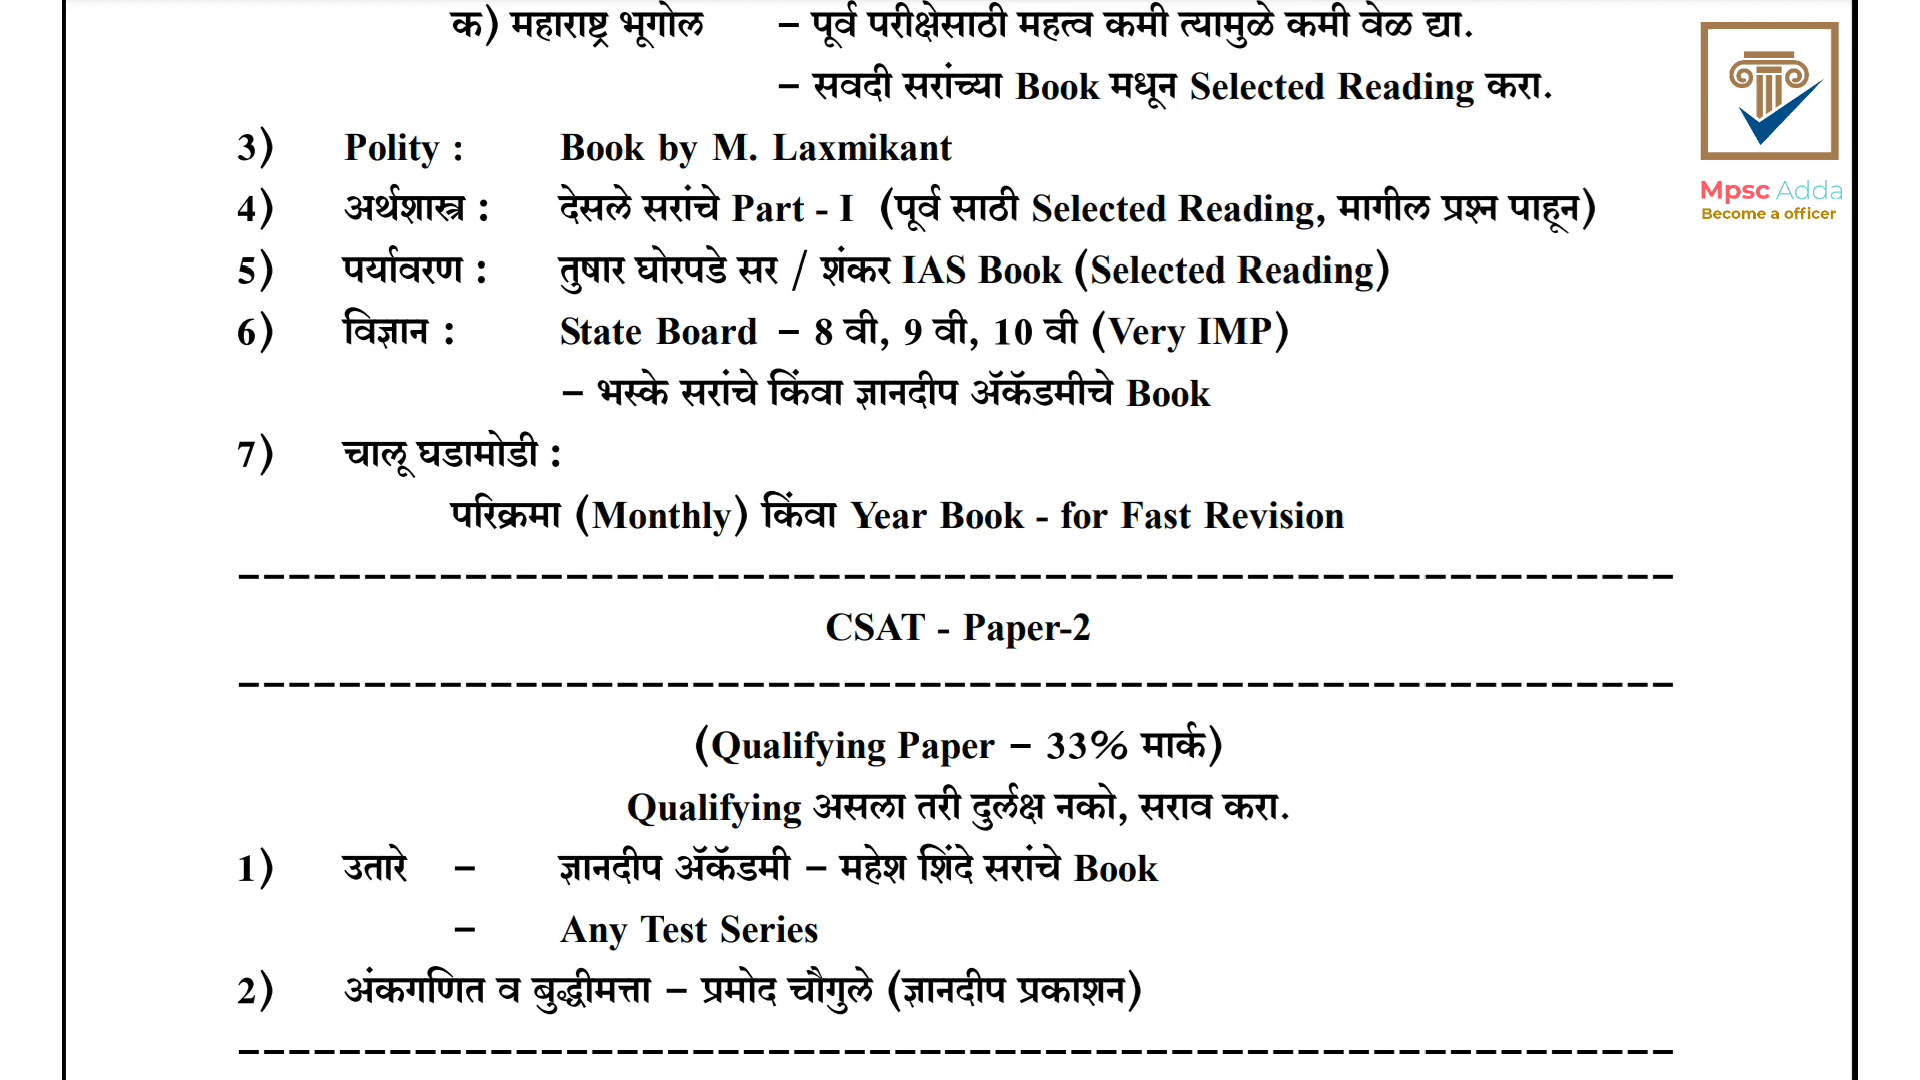 क) महाराष्ट्र भूगोल – पूर्व परीक्षेसाठी महत्व कमी त्यामुळे कमी वेळ द्या.
– सवदी सरांच्या Book मधून Selected Reading करा.
3) Polity : Book by M. Laxmikant
4) अर्थशास्त्र : देसले सरांचे Part - I (पूर्व साठी Selected Reading, मागील प्रश्न पाहून)
5) पर्यावरण : तुषार घोरपडे सर / शंकर IAS Book (Selected Reading)
6) विज्ञान : State Board – 8 वी, 9 वी, 10 वी (Very IMP)
– भस्के सरांचे किंवा ज्ञानदीप ॲकॅडमीचे Book
7) चालू घडामोडी :
परिक्रमा (Monthly) किंवा Year Book - for Fast Revision
CSAT - Paper-2
(Qualifying Paper – 33% मार्क)
Qualifying असला तरी दुर्लक्ष नको, सराव करा.
1) उतारे – ज्ञानदीप ॲकॅडमी – महेश शिंदे सरांचे Book
– Any Test Series
2) अंकगणित व बुद्धीमत्ता – प्रमोद चौगुले (ज्ञानदीप प्रकाशन)
Mpsc Adda
Become a officer